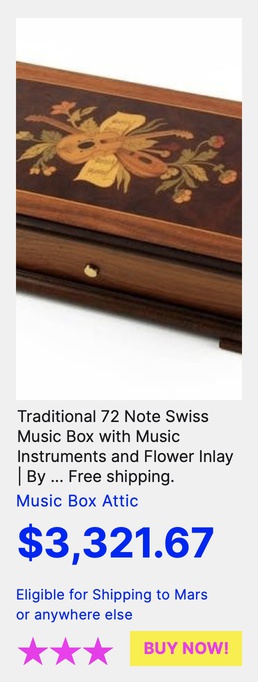 Traditional 72 Note Swiss
Music Box with Music
Instruments and Flower Inlay
| By ... Free shipping.
Music Box Attic
$3,321.67
Eligible for Shipping to Mars
or anywhere else
BUY NOW!